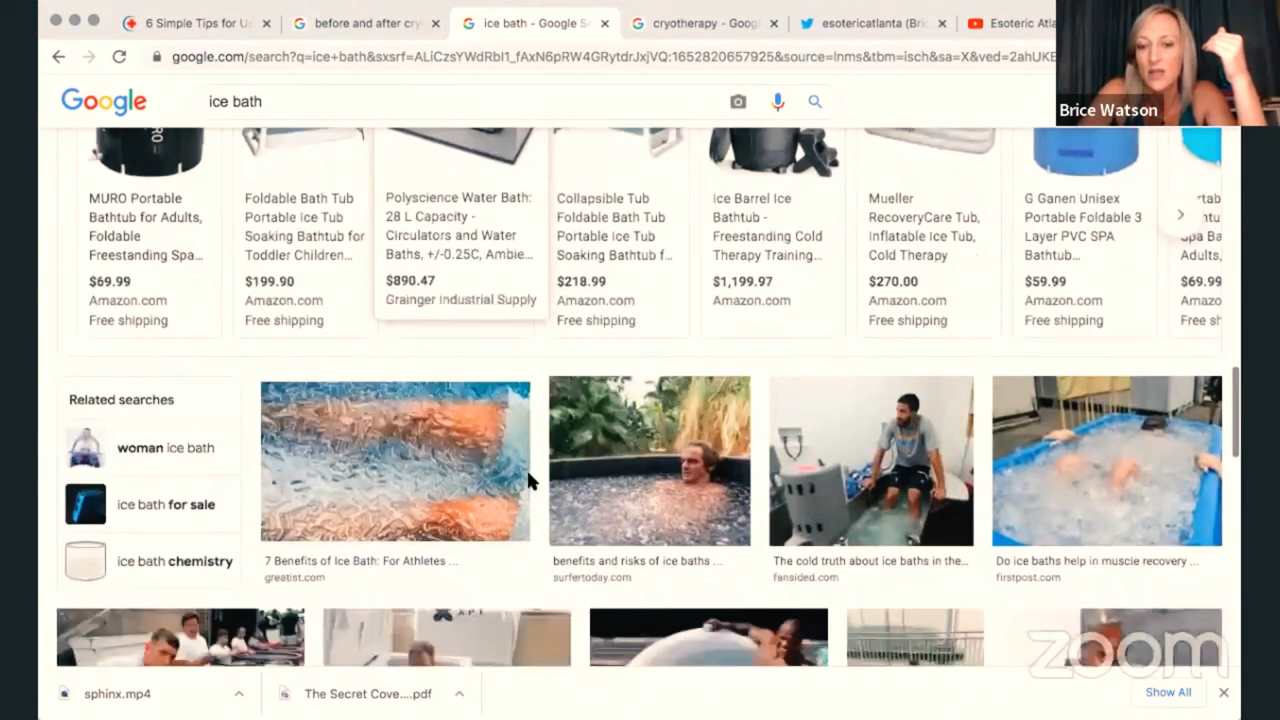 6 Simple Tips for U
before and after cry
ice bath - Google S
cryotherapy - Goog
esotericatlanta (Bri
Esoteric Atla
google.com/search?q=ice+bath&sxsrf=ALiCzsYWdRbI1_fAxN6pRW4GRytdrJxjVQ:1652820657925&source=lnms&tbm=isch&sa=X&ved=2ahUKE
Brice Watson
Google
ice bath
MURO Portable
Bathtub for Adults,
Foldable
Freestanding Spa...
$69.99
Amazon.com
Free shipping
Foldable Bath Tub
Portable Ice Tub
Soaking Bathtub for
Toddler Children...
$199.90
Amazon.com
Free shipping
Polyscience Water Bath:
28 L Capacity -
Circulators and Water
Baths, +/-0.25C, Ambie...
$890.47
Grainger Industrial Supply
Collapsible Tub
Foldable Bath Tub
Portable Ice Tub
Soaking Bathtub f...
$218.99
Amazon.com
Free shipping
Ice Barrel Ice
Bathtub -
Freestanding Cold
Therapy Training...
$1,199.97
Amazon.com
Mueller
RecoveryCare Tub,
Inflatable Ice Tub,
Cold Therapy
$270.00
Amazon.com
Free shipping
G Ganen Unisex
Portable Foldable 3
Layer PVC SPA
Bathtub...
$59.99
Amazon.com
Free shipping
Spa Ba
Adults,
$69.99
Amazo
Free sh
Related searches
woman ice bath
ice bath for sale
ice bath chemistry
7 Benefits of Ice Bath: For Athletes ...
greatist.com
benefits and risks of ice baths ...
surfertoday.com
The cold truth about ice baths in the...
fansided.com
Do ice baths help in muscle recovery ...
firstpost.com
zoom
sphinx.mp4
The Secret Cove....pdf
Show All